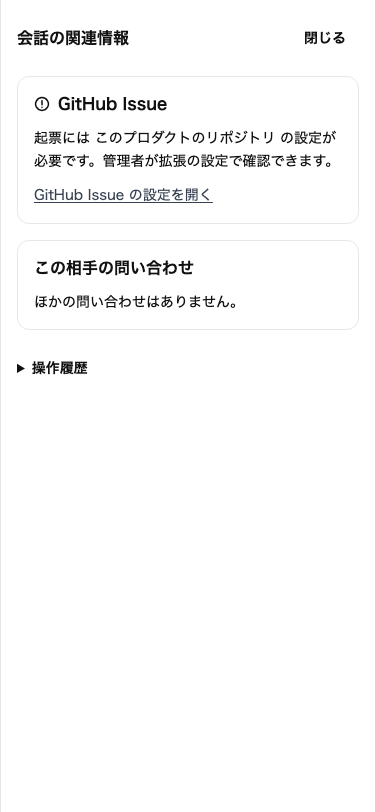 会話の関連情報
閉じる
GitHub Issue
起票には このプロダクトのリポジトリ の設定が
必要です。管理者が拡張の設定で確認できます。
GitHub Issue の設定を開く
この相手の問い合わせ
ほかの問い合わせはありません。
操作履歴